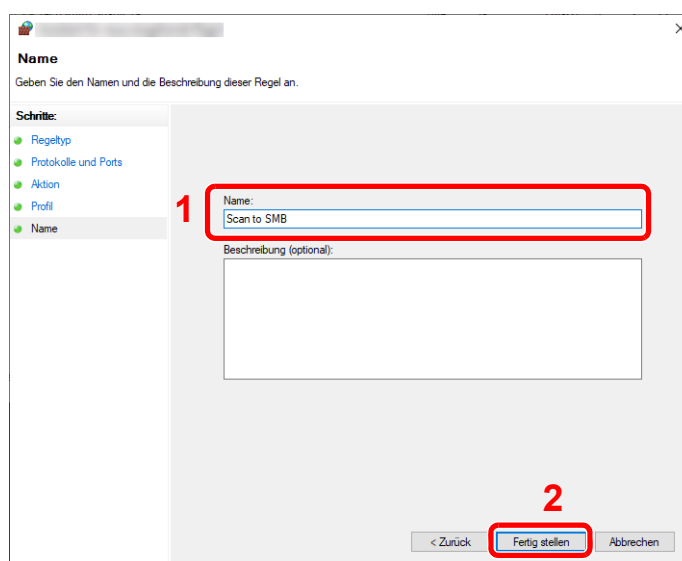 Name
Geben Sie den Namen und die Beschreibung dieser Regel an.
Schritte:
Regeltyp
Protokolle und Ports
Aktion
Profil
Name
1
Name:
Scan to SMB
Beschreibung (optional):
2
< Zurück
Fertig stellen
Abbrechen